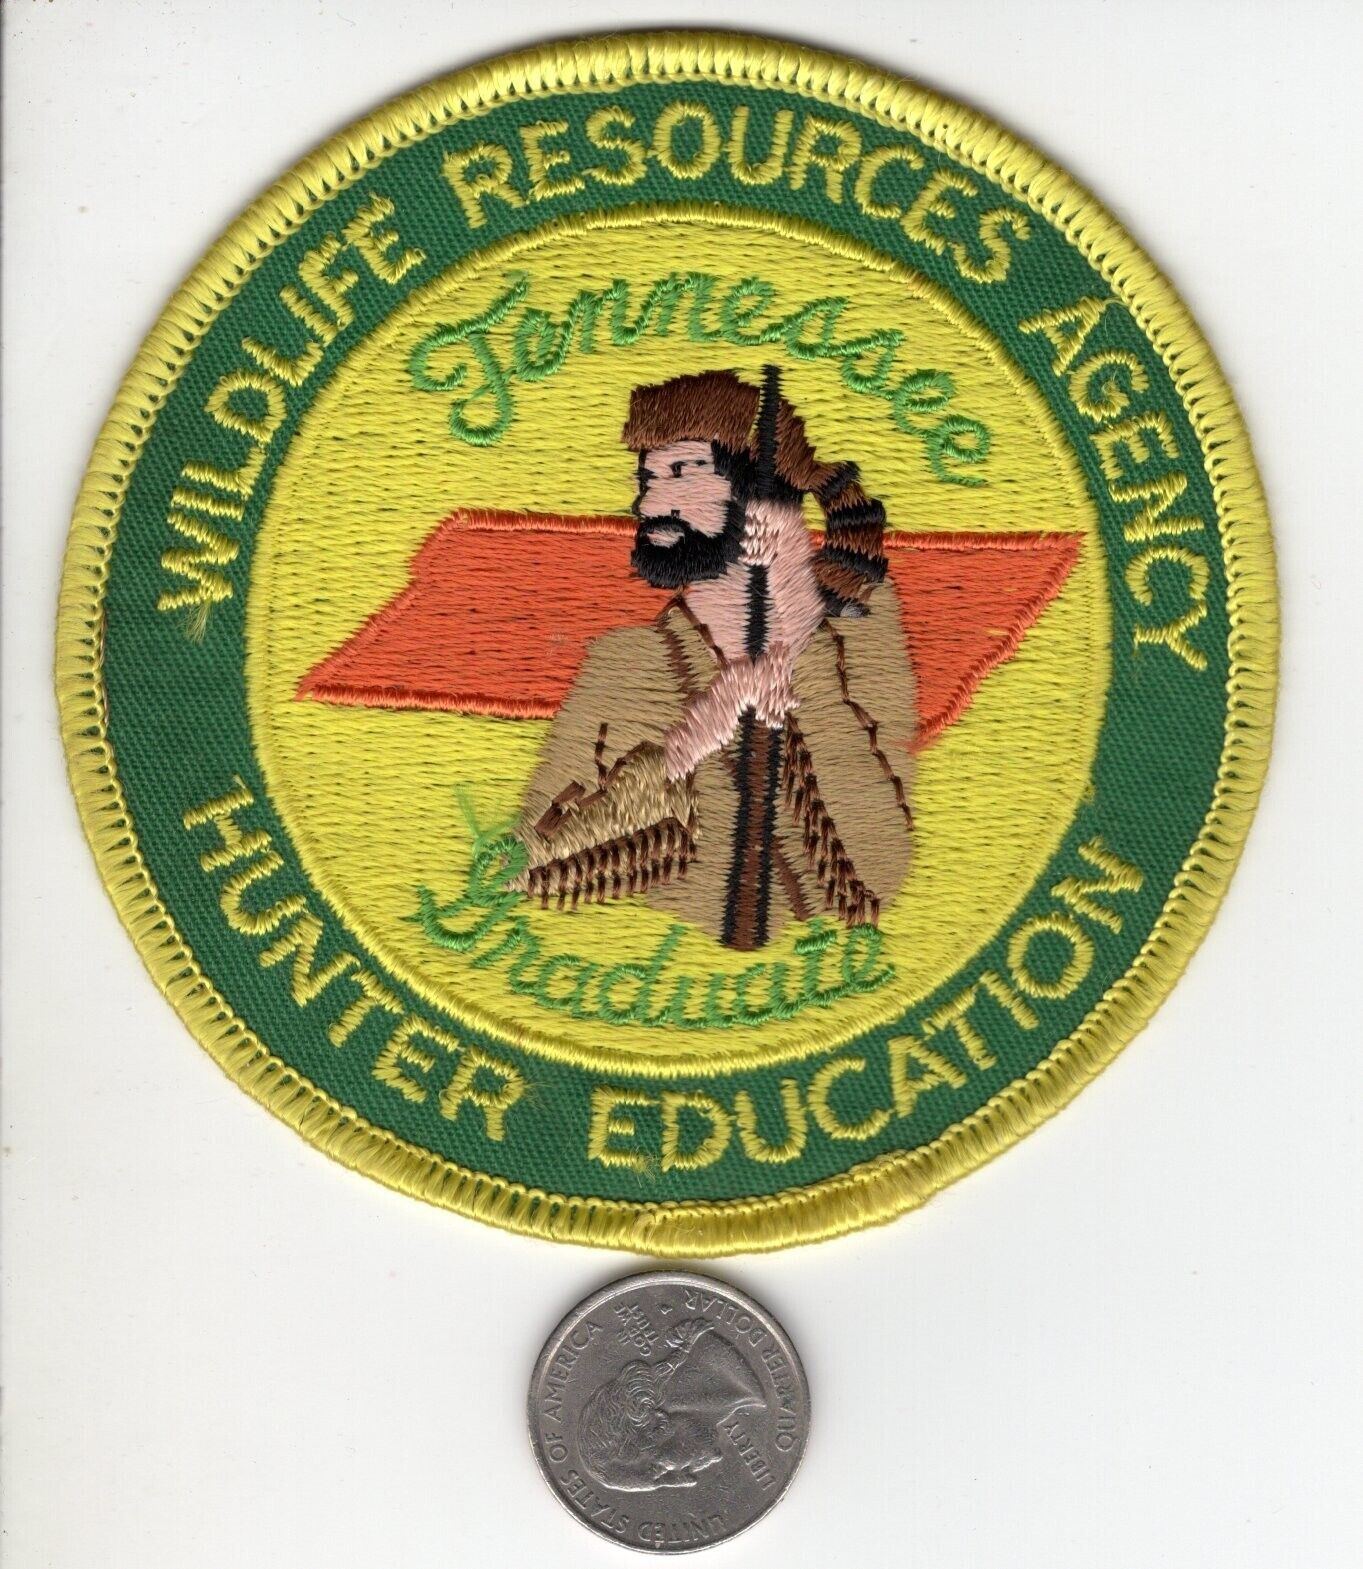 WILDLIFE RESOURCES AGENCY
Tennessee
Graduate
HUNTER EDUCATION
UNITED STATES OF AMERICA
LIBERTY
IN
GOD WE
TRUST
QUARTER DOLLAR